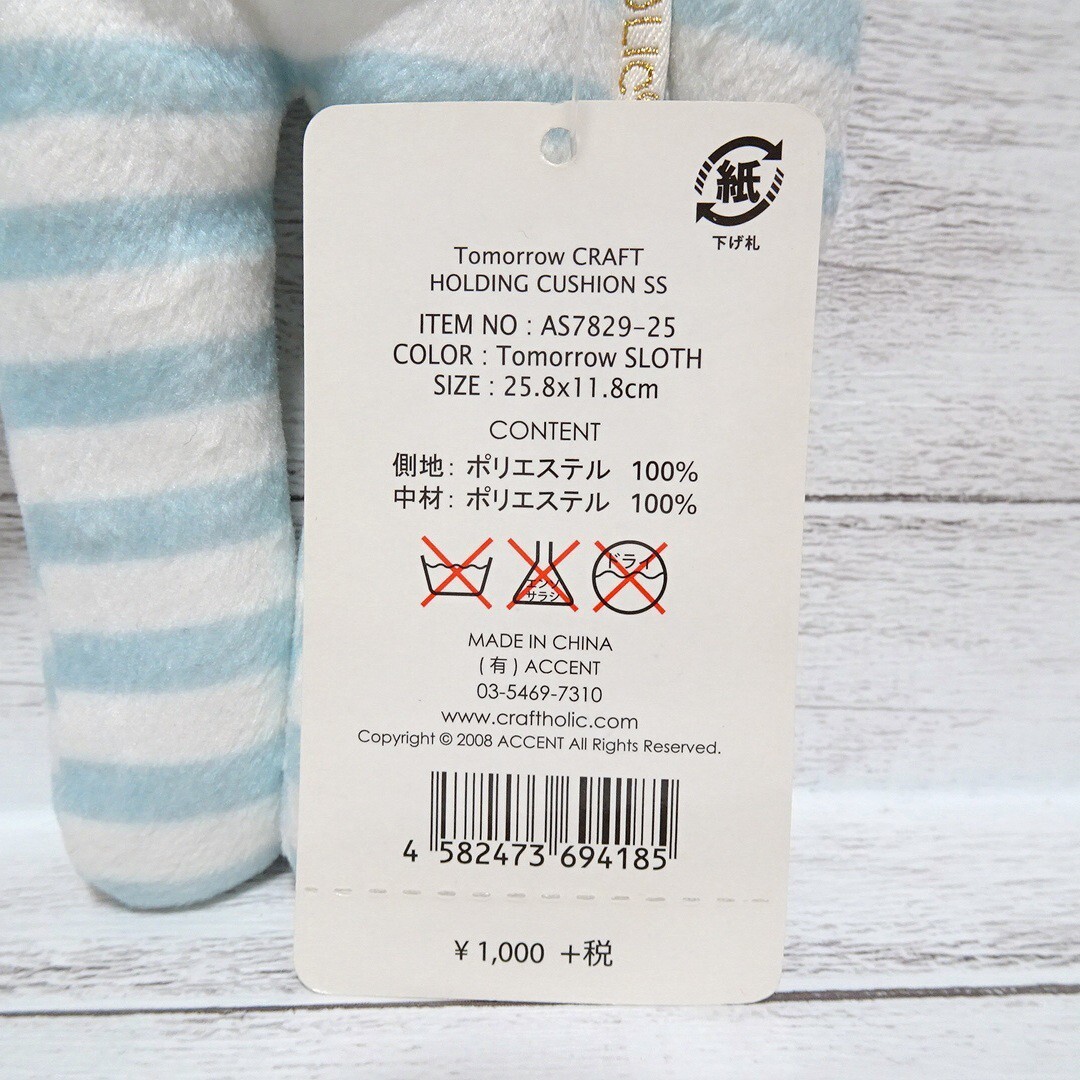 OLIC
紙
下げ札
Tomorrow CRAFT
HOLDING CUSHION SS
ITEM NO : AS7829-25
COLOR : Tomorrow SLOTH
SIZE : 25.8x11.8cm
CONTENT
側地: ポリエステル 100%
中材: ポリエステル 100%
エンソ
サラシ
ドライ
MADE IN CHINA
(有) ACCENT
03-5469-7310
www.craftholic.com
Copyright © 2008 ACCENT All Rights Reserved.
4 582473 694185
¥1,000 +税